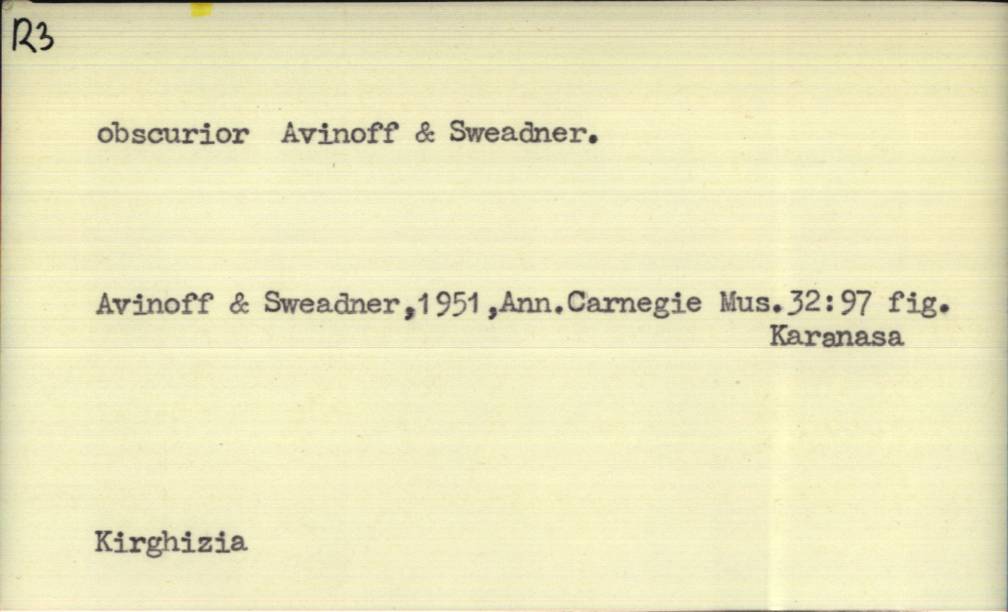 R3
obscurior Avinoff & Sweadner.
Avinoff & Sweadner,1951,Ann.Carnegie Mus.32:97 fig.
Karanasa
Kirghizia